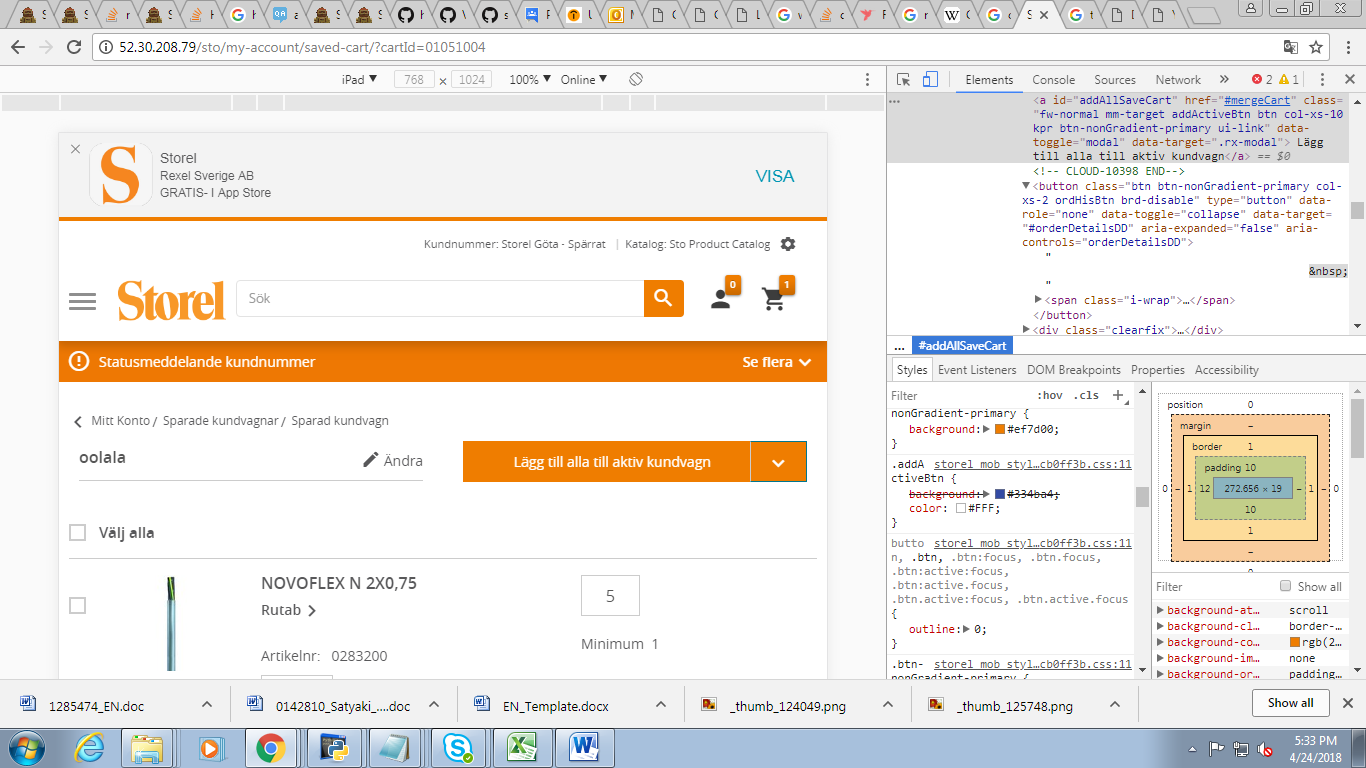 52.30.208.79/sto/my-account/saved-cart/?cartId=01051004
iPad ▼ 768 × 1024 100% ▼ Online ▼
Elements Console Sources Network » 2 1
Storel
Rexel Sverige AB
GRATIS- I App Store
VISA
Kundnummer: Storel Göta - Spärrat | Katalog: Sto Product Catalog
Storel
Sök
0
1
Statusmeddelande kundnummer
Se flera
Mitt Konto / Sparade kundvagnar / Sparad kundvagn
oolala
Ändra
Lägg till alla till aktiv kundvagn
Välj alla
NOVOFLEX N 2X0,75
Rutab
5
Minimum 1
Artikelnr: 0283200
<a id="addAllSaveCart" href="#mergeCart" class=
"fw-normal mm-target addActiveBtn btn col-xs-10
kpr btn-nonGradient-primary ui-link" data-
toggle="modal" data-target=".rx-modal"> Lägg
till alla till aktiv kundvagn</a> == $0
<!-- CLOUD-10398 END-->
<button class="btn btn-nonGradient-primary col-
xs-2 ordHisBtn brd-disable" type="button" data-
role="none" data-toggle="collapse" data-target=
"#orderDetailsDD" aria-expanded="false" aria-
controls="orderDetailsDD">
"
&nbsp;
"
<span class="i-wrap">…</span>
</button>
<div class="clearfix">…</div>
... #addAllSaveCart
Styles Event Listeners DOM Breakpoints Properties Accessibility
Filter :hov .cls +
nonGradient-primary {
background: #ef7d00;
}
.addA storel_mob_styl…cb0ff3b.css:11
ctiveBtn {
background: #334ba4;
color: #FFF;
}
butto storel_mob_styl…cb0ff3b.css:11
n, .btn, .btn:focus, .btn.focus,
.btn:active:focus,
.btn:active.focus,
.btn.active:focus, .btn.active.focus
{
outline: 0;
}
.btn- storel_mob_styl…cb0ff3b.css:11
nonGradient-primary {
position 0
margin –
border 1
padding 10
0 – 1 12 272.656 × 19 – 1 – 0
10
1
–
Filter Show all
background-at… scroll
background-cl… border-…
background-co… rgb(2…
background-im… none
background-or… padding…
1285474_EN.doc
0142810_Satyaki_....doc
EN_Template.docx
_thumb_124049.png
_thumb_125748.png
Show all
5:33 PM
4/24/2018